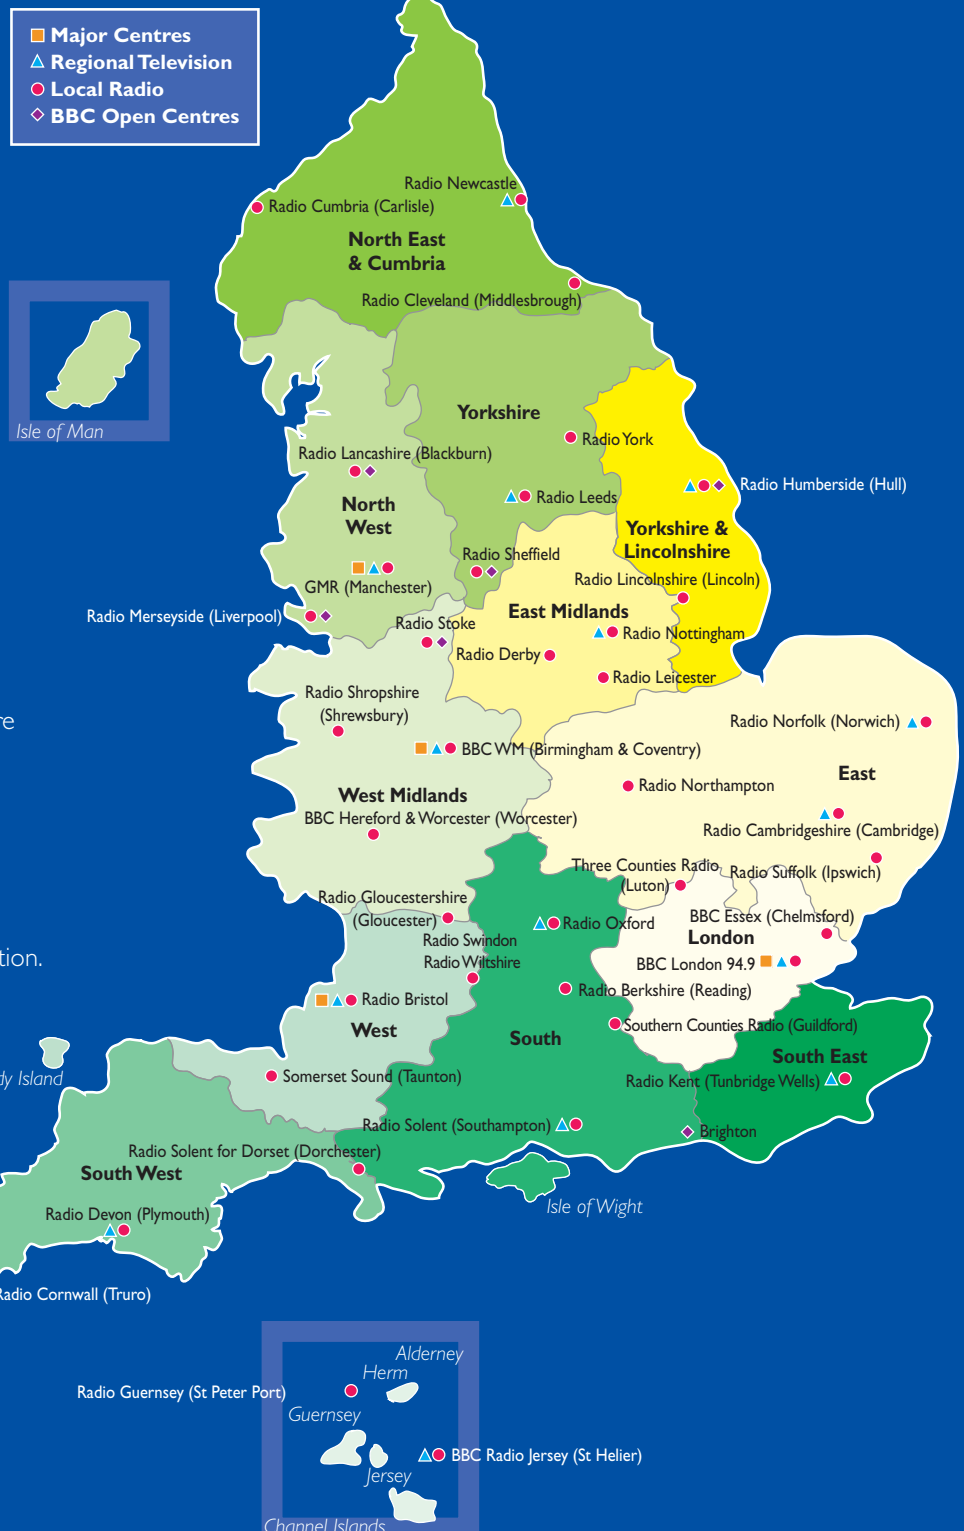 Major Centres
Regional Television
Local Radio
BBC Open Centres
Radio Newcastle
Radio Cumbria (Carlisle)
North East
& Cumbria
Radio Cleveland (Middlesbrough)
Isle of Man
Yorkshire
Radio York
Radio Lancashire (Blackburn)
Radio Humberside (Hull)
Radio Leeds
North
West
Yorkshire &
Lincolnshire
Radio Sheffield
Radio Lincolnshire (Lincoln)
GMR (Manchester)
East Midlands
Radio Merseyside (Liverpool)
Radio Stoke
Radio Nottingham
Radio Derby
Radio Leicester
Radio Shropshire
(Shrewsbury)
re
Radio Norfolk (Norwich)
BBC WM (Birmingham & Coventry)
East
Radio Northampton
West Midlands
BBC Hereford & Worcester (Worcester)
Radio Cambridgeshire (Cambridge)
Three Counties Radio
(Luton)
Radio Suffolk (Ipswich)
Radio Gloucestershire
(Gloucester)
BBC Essex (Chelmsford)
Radio Oxford
London
Radio Swindon
Radio Wiltshire
tion.
BBC London 94.9
Radio Berkshire (Reading)
Radio Bristol
West
South
Southern Counties Radio (Guildford)
South East
dy Island
Somerset Sound (Taunton)
Radio Kent (Tunbridge Wells)
Radio Solent (Southampton)
Brighton
Radio Solent for Dorset (Dorchester)
South West
Isle of Wight
Radio Devon (Plymouth)
Radio Cornwall (Truro)
Alderney
Herm
Radio Guernsey (St Peter Port)
Guernsey
BBC Radio Jersey (St Helier)
Jersey
Channel Islands